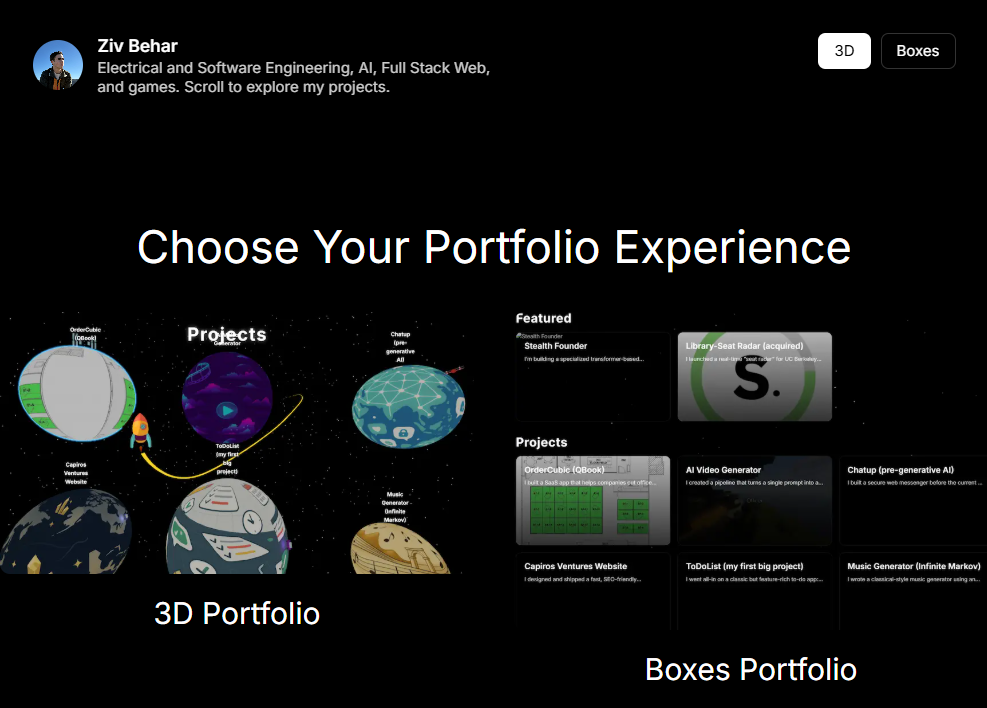 Ziv Behar
Electrical and Software Engineering, AI, Full Stack Web,
and games. Scroll to explore my projects.
3D
Boxes
Choose Your Portfolio Experience
OrderCubic
(QBook)
Projects
Generator
Chatup
(pre-
generative
AI)
ToDoList
(my first
big
project)
Capiros
Ventures
Website
Music
Generator
(Infinite
Markov)
3D Portfolio
Featured
Stealth Founder
Stealth Founder
I'm building a specialized transformer-based...
Library-Seat Radar (acquired)
I launched a real-time "seat radar" for UC Berkeley...
S.
Projects
OrderCubic (QBook)
I built a SaaS app that helps companies cut office...
AI Video Generator
I created a pipeline that turns a single prompt into a...
Chatup (pre-generative AI)
I built a secure web messenger before the current ...
Capiros Ventures Website
I designed and shipped a fast, SEO-friendly...
ToDoList (my first big project)
I went all-in on a classic but feature-rich to-do app:...
Music Generator (Infinite Markov)
I wrote a classical-style music generator using an...
Boxes Portfolio